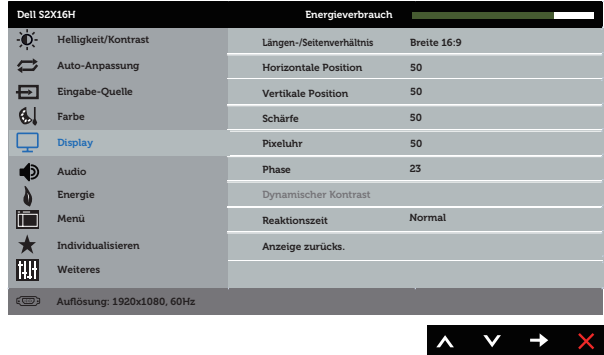 Dell S2X16H Energieverbrauch
Helligkeit/Kontrast
Auto-Anpassung
Eingabe-Quelle
Farbe
Display
Audio
Energie
Menü
Individualisieren
Weiteres
Längen-/Seitenverhältnis Breite 16:9
Horizontale Position 50
Vertikale Position 50
Schärfe 50
Pixeluhr 50
Phase 23
Dynamischer Kontrast
Reaktionszeit Normal
Anzeige zurücks.
Auflösung: 1920x1080, 60Hz